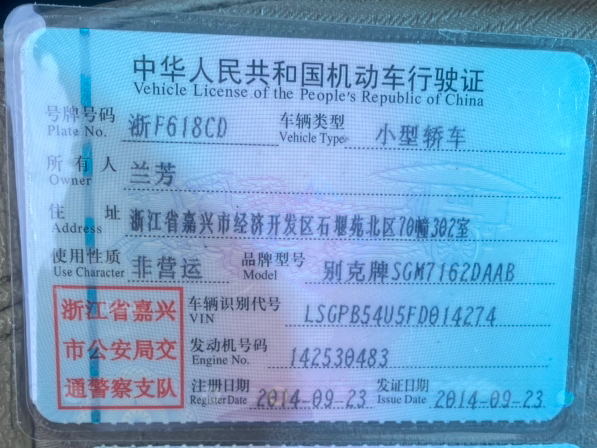 中华人民共和国机动车行驶证
Vehicle License of the People's Republic of China
号牌号码 浙F618CD 车辆类型 小型轿车
Plate No. Vehicle Type
所有人 兰芳
Owner
住址 浙江省嘉兴市经济开发区石堰苑北区70幢302室
Address
使用性质 非营运 品牌型号 别克牌SGM7162DAAB
Use Character Model
浙江省嘉兴
市公安局交
通警察支队
车辆识别代号 LSGPB54U5FD014274
VIN
发动机号码 142530483
Engine No.
注册日期 2014-09-23 发证日期 2014-09-23
Register Date Issue Date